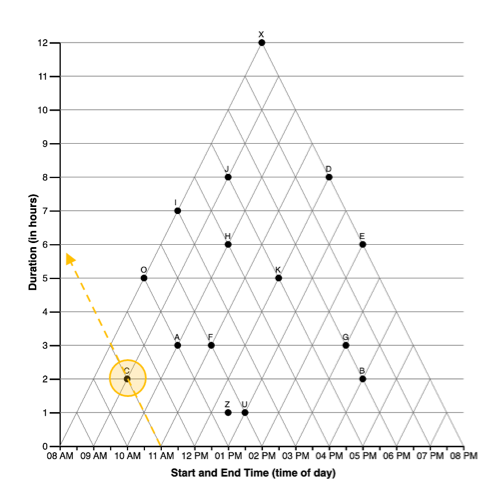 X
12
11
10
9
J
D
8
I
7
H
E
6
O
K
5
4
A
F
G
3
C
B
2
Z
U
1
0
Duration (in hours)
08 AM 09 AM 10 AM 11 AM 12 PM 01 PM 02 PM 03 PM 04 PM 05 PM 06 PM 07 PM 08 PM
Start and End Time (time of day)